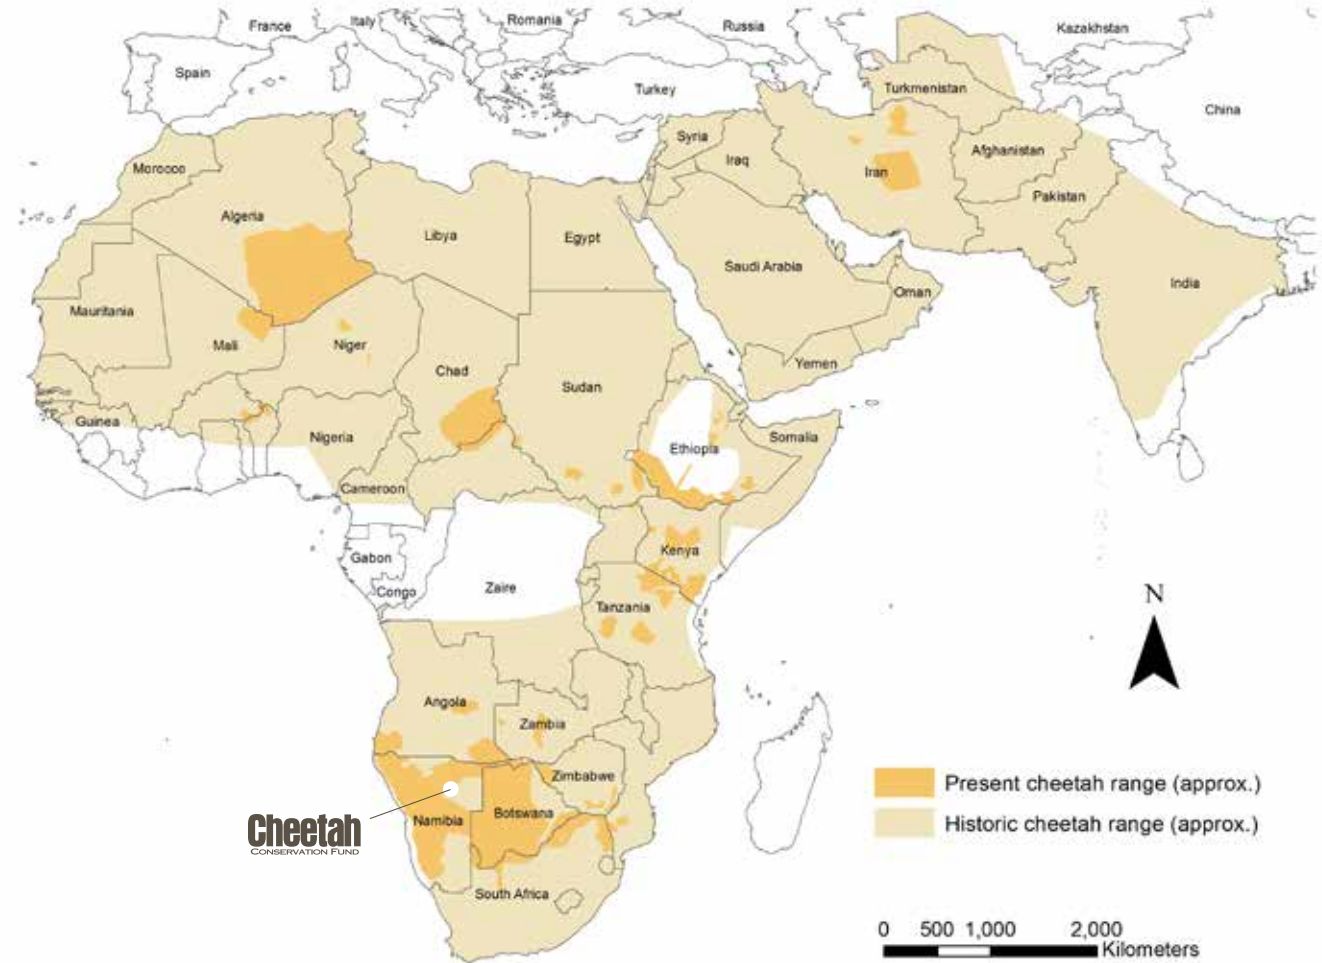 France
Italy
Romania
Russia
Kazakhstan
Spain
Turkey
Turkmenistan
China
Syria
Iraq
Iran
Afghanistan
Pakistan
Morocco
Algeria
Libya
Egypt
Saudi Arabia
Oman
India
Mauritania
Mali
Niger
Chad
Sudan
Yemen
Guinea
Nigeria
Ethiopia
Somalia
Cameroon
Gabon
Congo
Zaire
Kenya
Tanzania
N
Angola
Zambia
Zimbabwe
Namibia
Botswana
South Africa
Cheetah
CONSERVATION FUND
Present cheetah range (approx.)
Historic cheetah range (approx.)
0 500 1,000 2,000
Kilometers